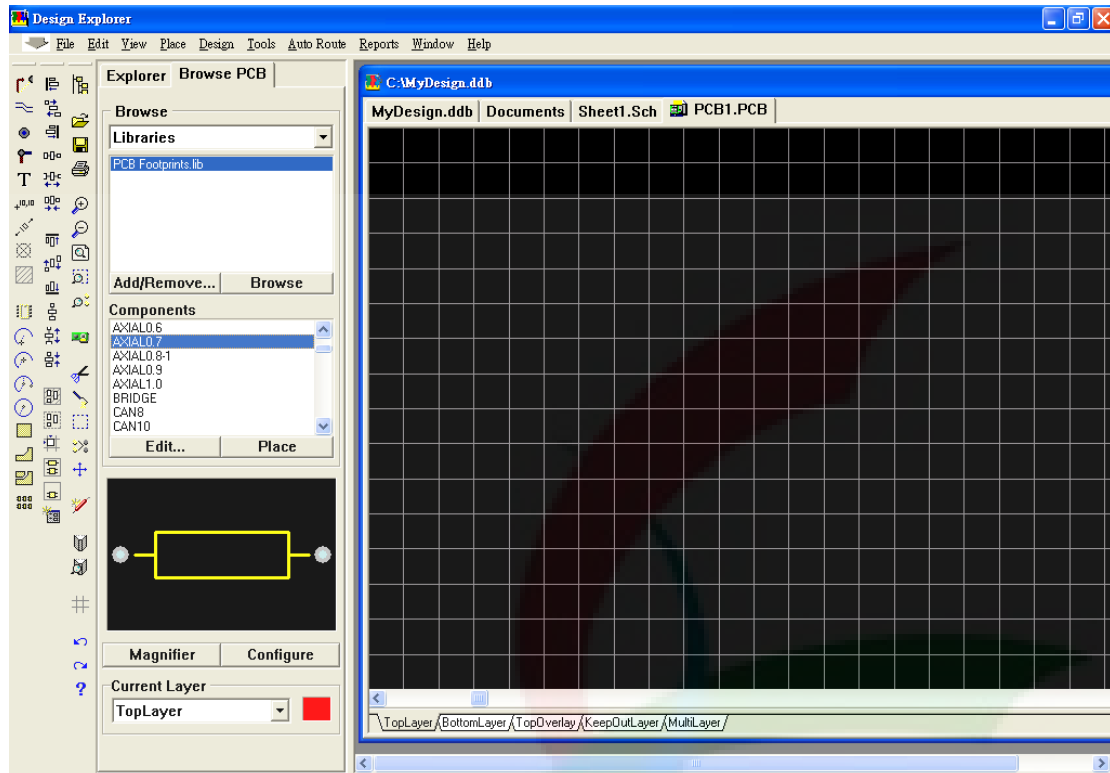 Design Explorer
File Edit View Place Design Tools Auto Route Reports Window Help
Explorer Browse PCB
Browse
Libraries
PCB Footprints.lib
Add/Remove... Browse
Components
AXIAL0.6
AXIAL0.7
AXIAL0.8-1
AXIAL0.9
AXIAL1.0
BRIDGE
CAN8
CAN10
Edit... Place
Magnifier Configure
Current Layer
TopLayer
C:\MyDesign.ddb
MyDesign.ddb Documents Sheet1.Sch PCB1.PCB
TopLayer BottomLayer TopOverlay KeepOutLayer MultiLayer
T
+10,10
?